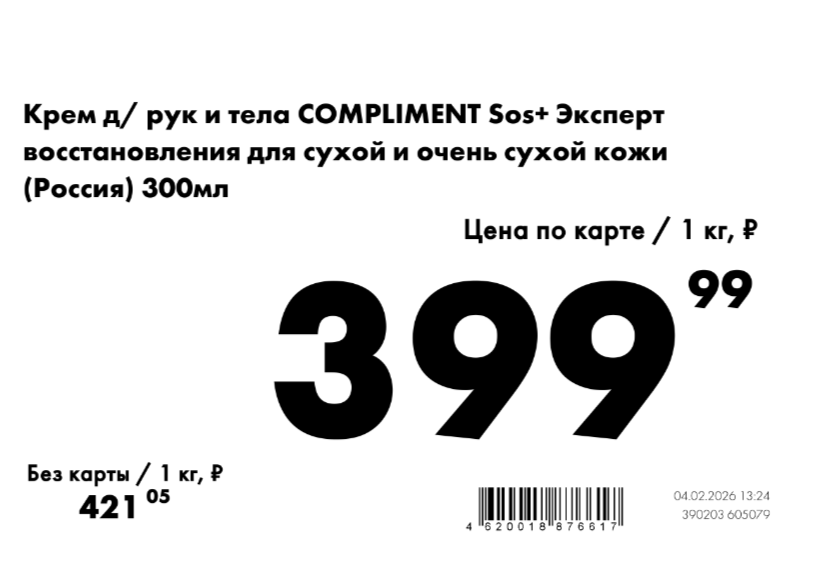 Крем д/ рук и тела COMPLIMENT Sos+ Эксперт
восстановления для сухой и очень сухой кожи
(Россия) 300мл
Цена по карте / 1 кг, ₽
399 99
Без карты / 1 кг, ₽
421 05
4 620018 876617
04.02.2026 13:24
390203 605079